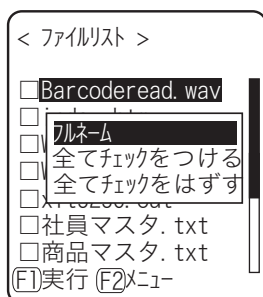 < ﾌｧｲﾙﾘｽﾄ >
□Barcoderead.wav
ﾌﾙﾈｰﾑ
全てﾁｪｯｸをつける
全てﾁｪｯｸをはずす
□社員マスタ.txt
□商品マスタ.txt
F1実行 F2ﾒﾆｭｰ